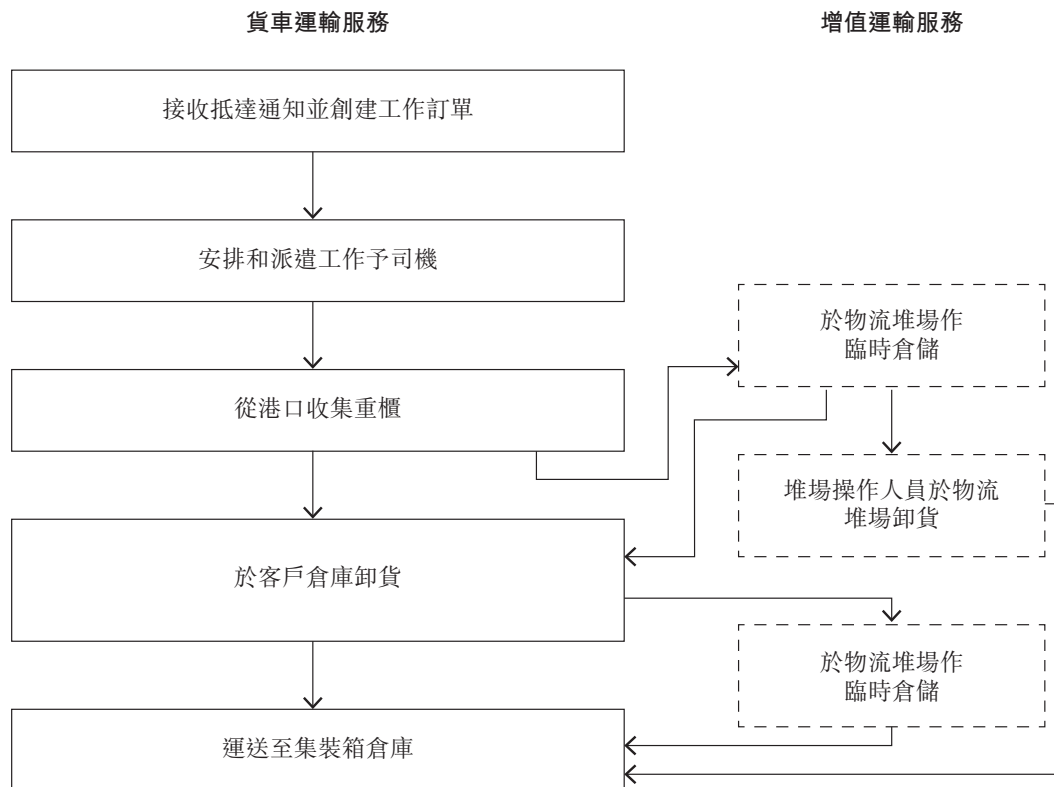 貨車運輸服務
增值運輸服務
接收抵達通知並創建工作訂單
安排和派遣工作予司機
於物流堆場作
臨時倉儲
從港口收集重櫃
堆場操作人員於物流
堆場卸貨
於客戶倉庫卸貨
於物流堆場作
臨時倉儲
運送至集裝箱倉庫